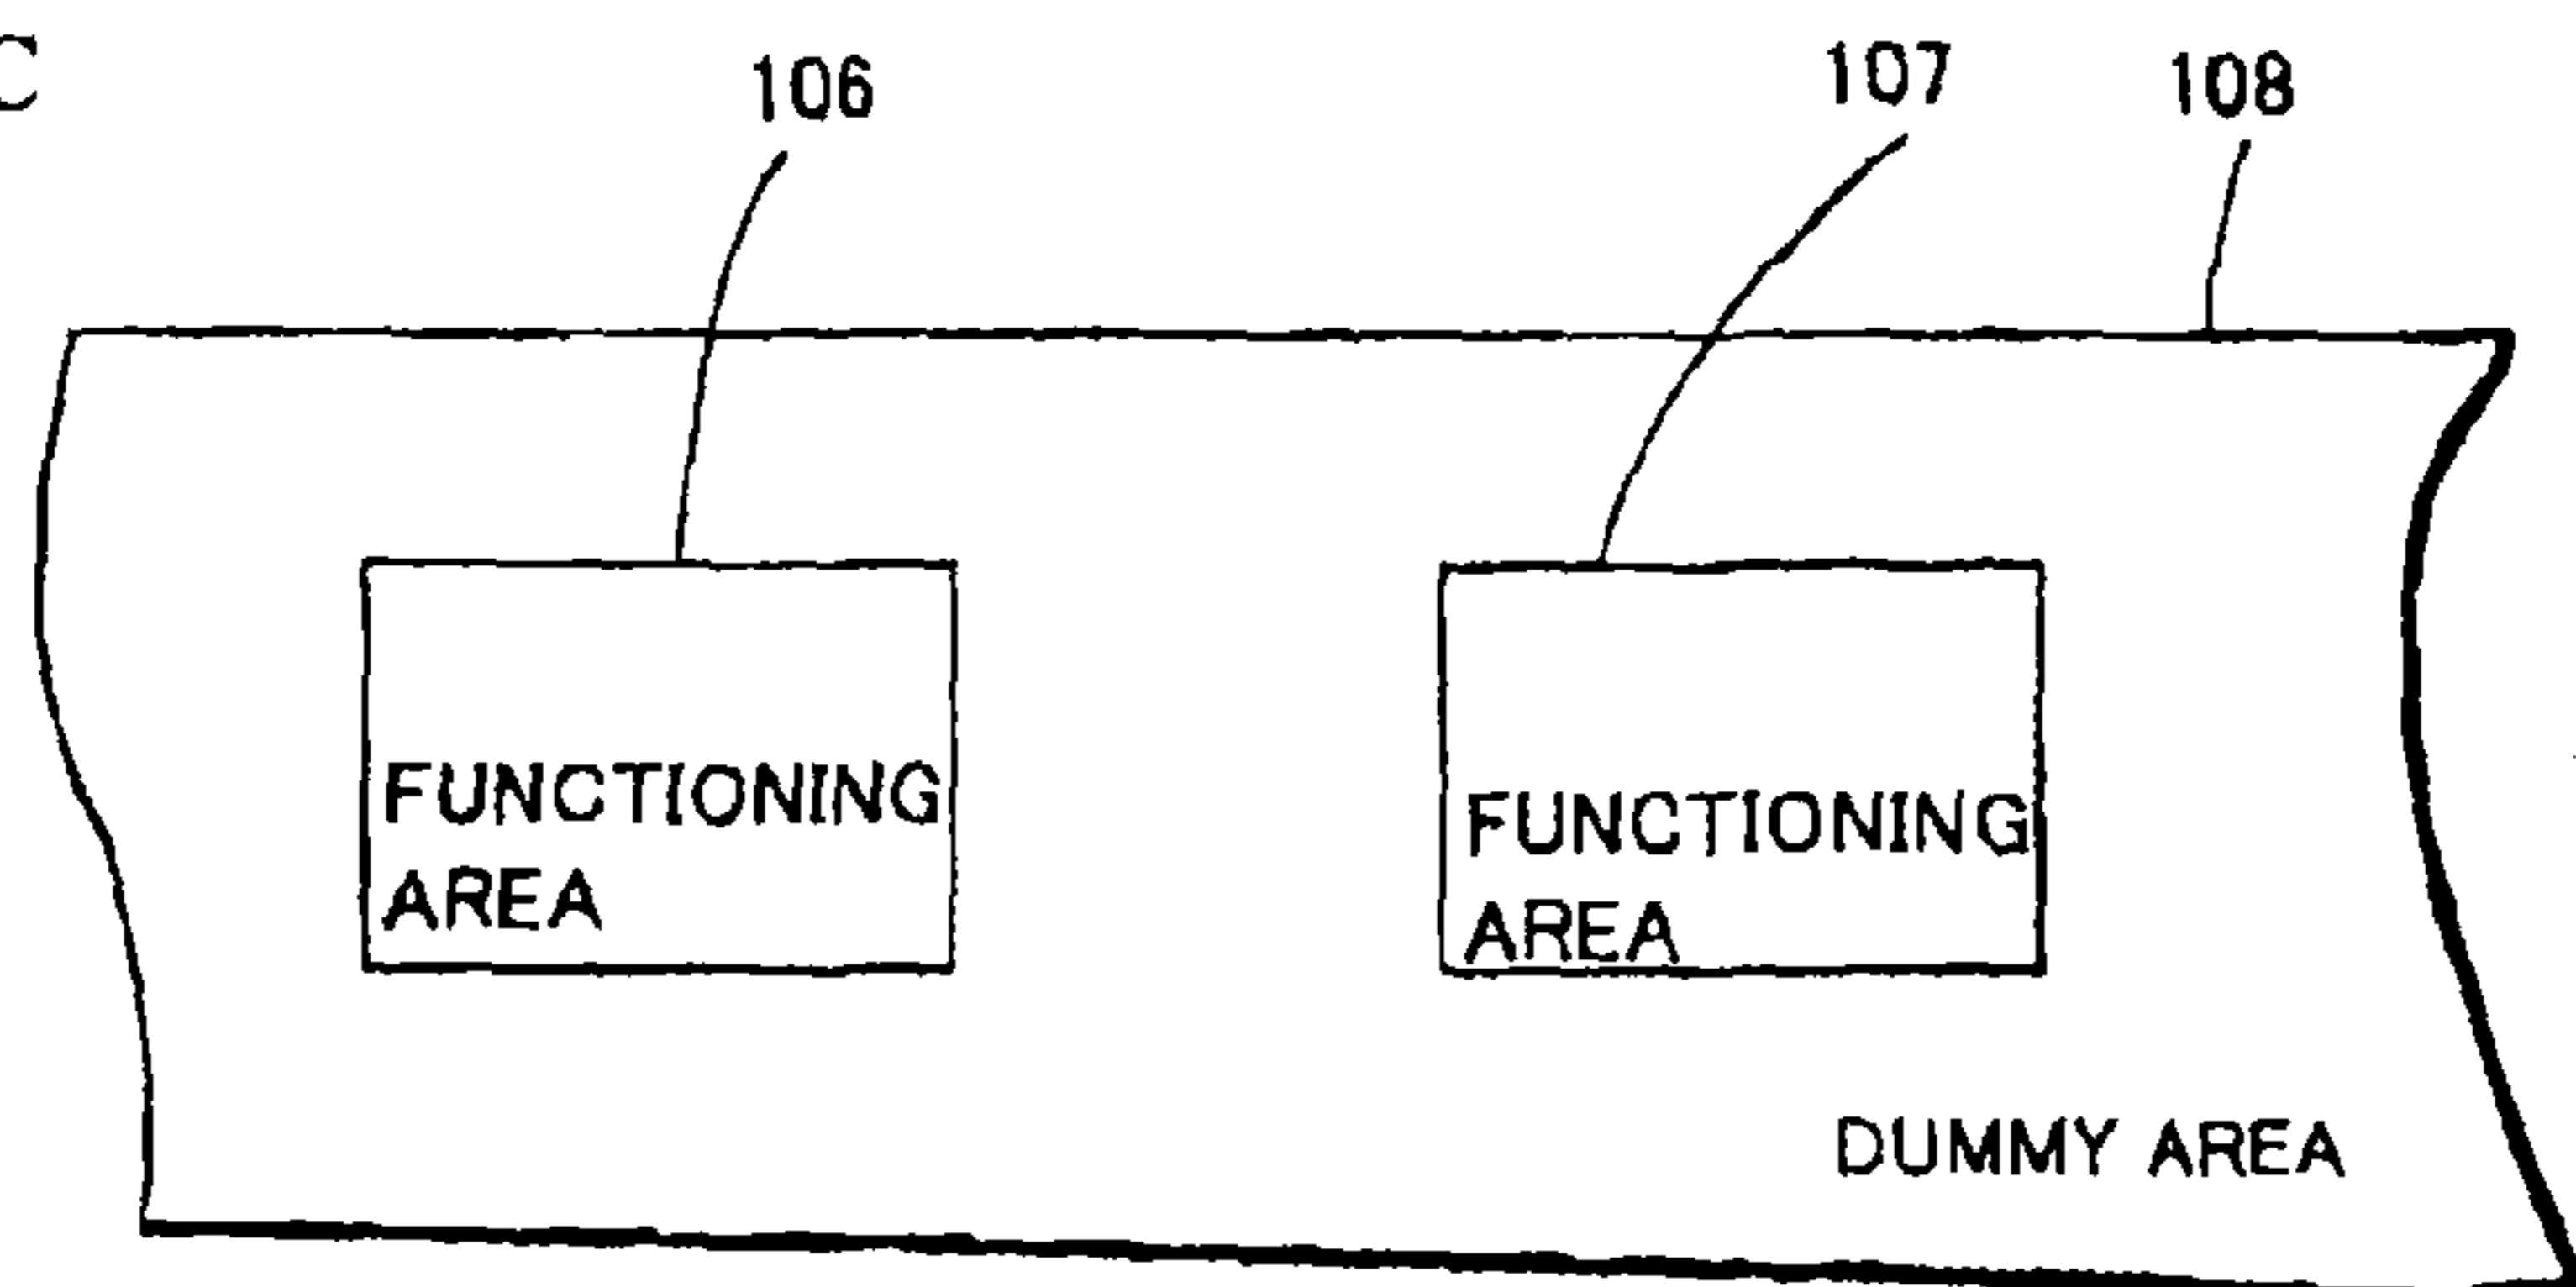 C
106
107
108
FUNCTIONING
AREA
FUNCTIONING
AREA
DUMMY AREA